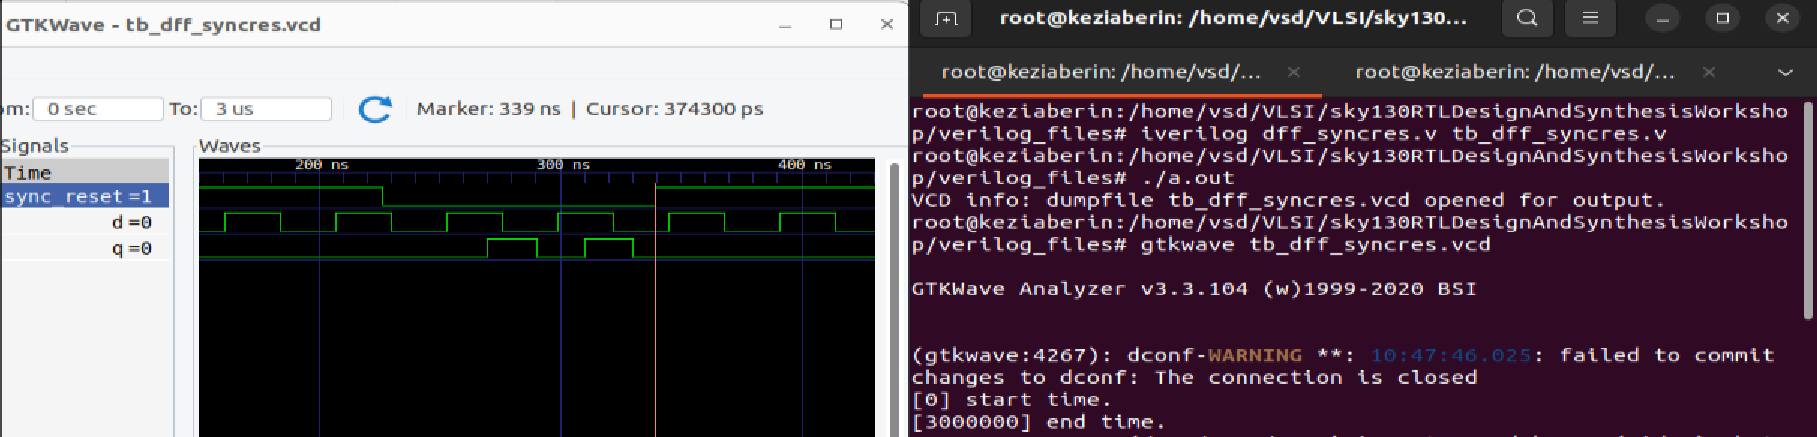 GTKWave - tb_dff_syncres.vcd
om: 0 sec To: 3 us Marker: 339 ns | Cursor: 374300 ps
Signals
Waves
Time
sync_reset =1
d =0
q =0
200 ns 300 ns 400 ns
root@keziaberin: /home/vsd/VLSI/sky130...
root@keziaberin: /home/vsd/... root@keziaberin: /home/vsd/...
root@keziaberin:/home/vsd/VLSI/sky130RTLDesignAndSynthesisWorksho
p/verilog_files# iverilog dff_syncres.v tb_dff_syncres.v
root@keziaberin:/home/vsd/VLSI/sky130RTLDesignAndSynthesisWorksho
p/verilog_files# ./a.out
VCD info: dumpfile tb_dff_syncres.vcd opened for output.
root@keziaberin:/home/vsd/VLSI/sky130RTLDesignAndSynthesisWorksho
p/verilog_files# gtkwave tb_dff_syncres.vcd
GTKWave Analyzer v3.3.104 (w)1999-2020 BSI
(gtkwave:4267): dconf-WARNING **: 10:47:46.025: failed to commit
changes to dconf: The connection is closed
[0] start time.
[3000000] end time.